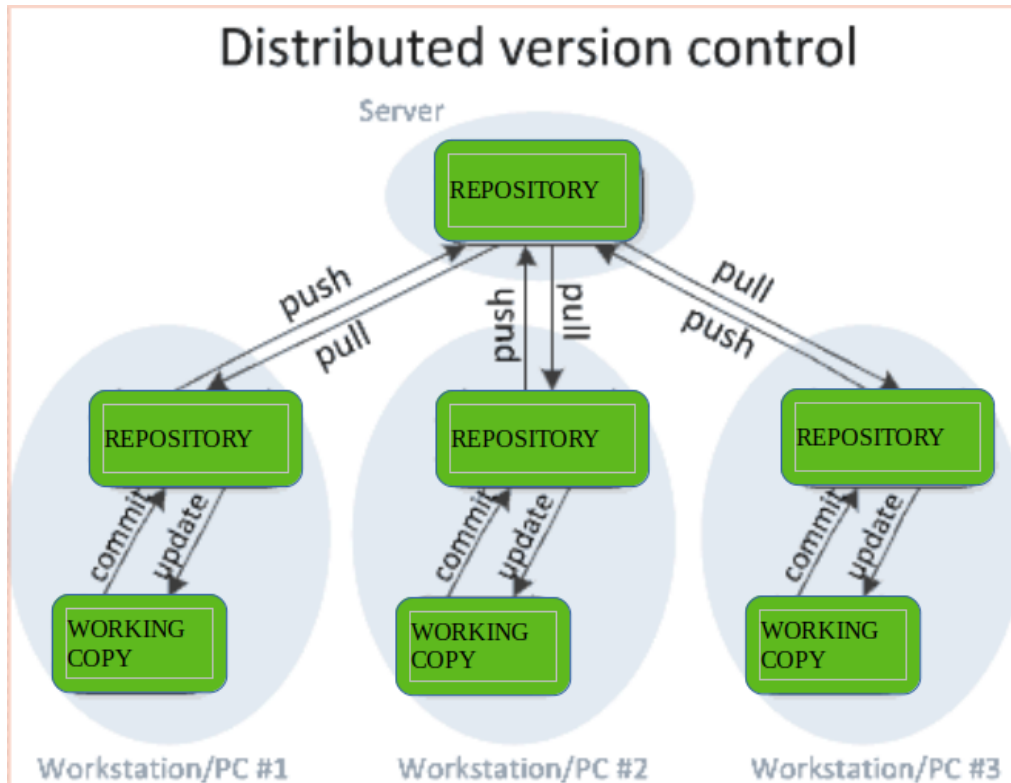 Distributed version control
Server
REPOSITORY
push
pull
push
pull
pull
push
REPOSITORY
REPOSITORY
REPOSITORY
commit
update
commit
update
commit
update
WORKING
COPY
WORKING
COPY
WORKING
COPY
Workstation/PC #1
Workstation/PC #2
Workstation/PC #3